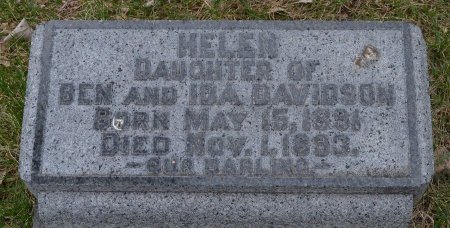 HELEN
DAUGHTER OF
BEN AND IDA DAVIDSON
BORN MAY 15, 1891
DIED NOV. 1, 1893.
-OUR DARLING-